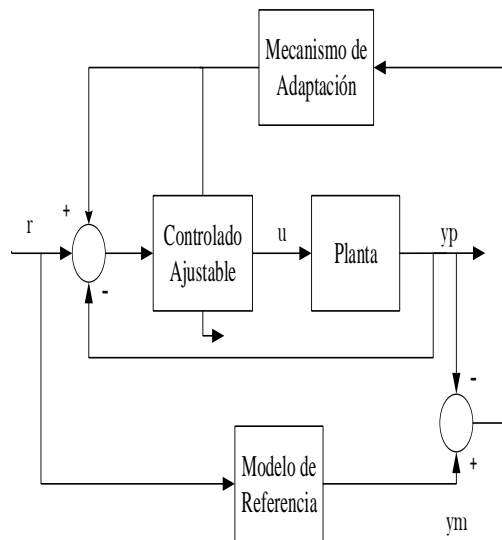 Mecanismo de
Adaptación
+
r
Controlado
Ajustable
u
Planta
yp
-
-
Modelo de
Referencia
+
ym